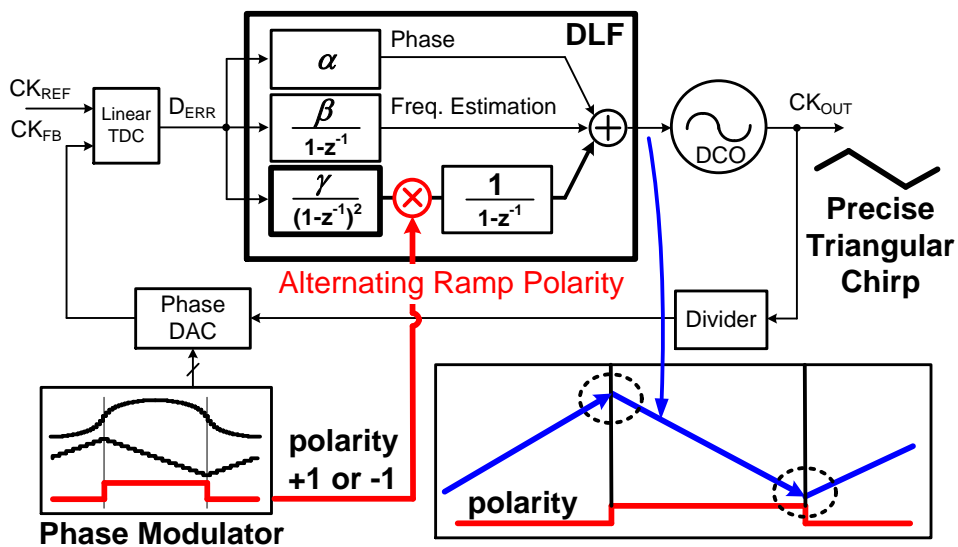 DLF
Phase
α
CKREF
CKFB
Linear
TDC
DERR
β
1-z-1
Freq. Estimation
DCO
CKOUT
γ
(1-z-1)2
1
1-z-1
Precise
Triangular
Chirp
Alternating Ramp Polarity
Phase
DAC
Divider
polarity
+1 or -1
polarity
Phase Modulator